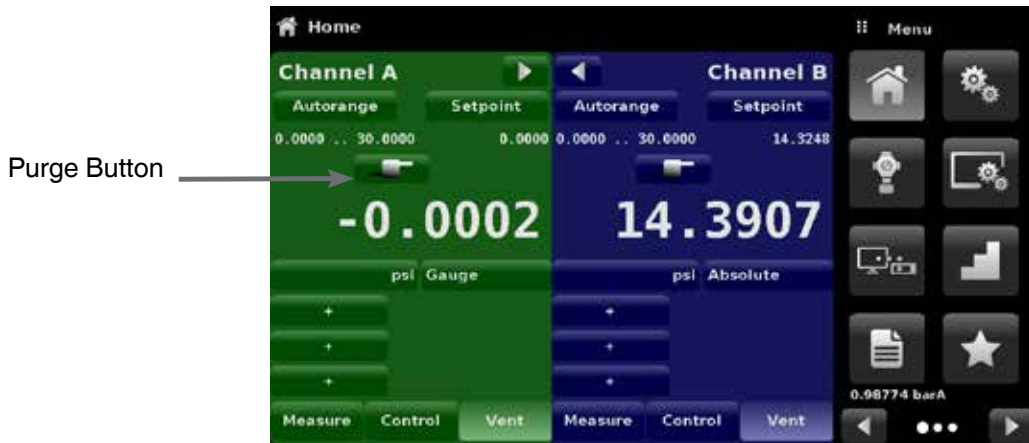 Home
Menu
Channel A
Channel B
Autorange
Setpoint
Autorange
Setpoint
0.0000 .. 30.0000
0.0000
0.0000 .. 30.0000
14.3248
Purge Button
-0.0002
14.3907
psi
Gauge
psi
Absolute
+
+
+
+
+
+
0.98774 barA
Measure
Control
Vent
Measure
Control
Vent